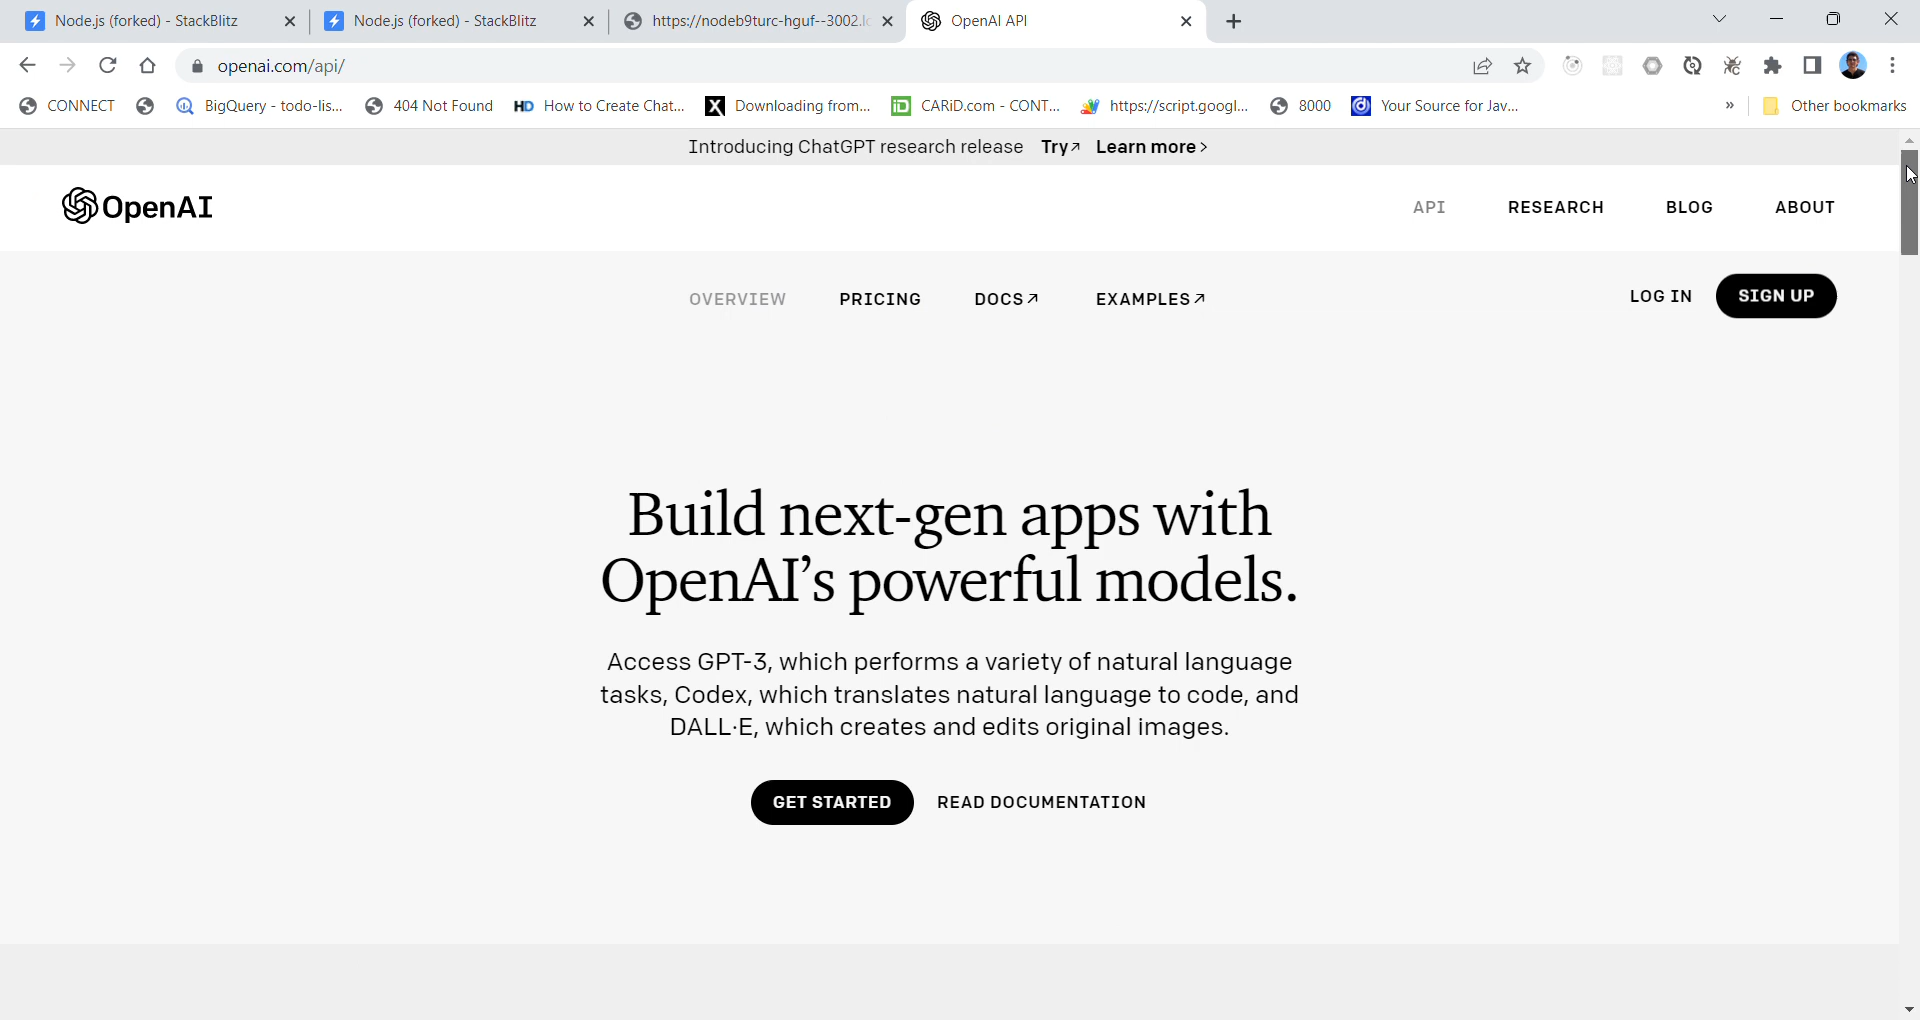 Node.js (forked) - StackBlitz
Node.js (forked) - StackBlitz
https://nodeb9turc-hguf--3002.lo
OpenAI API
openai.com/api/
CONNECT
BigQuery - todo-lis...
404 Not Found
HD How to Create Chat...
X Downloading from...
iD CARiD.com - CONT...
https://script.googl...
8000
Your Source for Jav...
»
Other bookmarks
Introducing ChatGPT research release Try↗ Learn more >
OpenAI
API RESEARCH BLOG ABOUT
OVERVIEW PRICING DOCS↗ EXAMPLES↗
LOG IN SIGN UP
Build next-gen apps with
OpenAI’s powerful models.
Access GPT-3, which performs a variety of natural language
tasks, Codex, which translates natural language to code, and
DALL·E, which creates and edits original images.
GET STARTED READ DOCUMENTATION